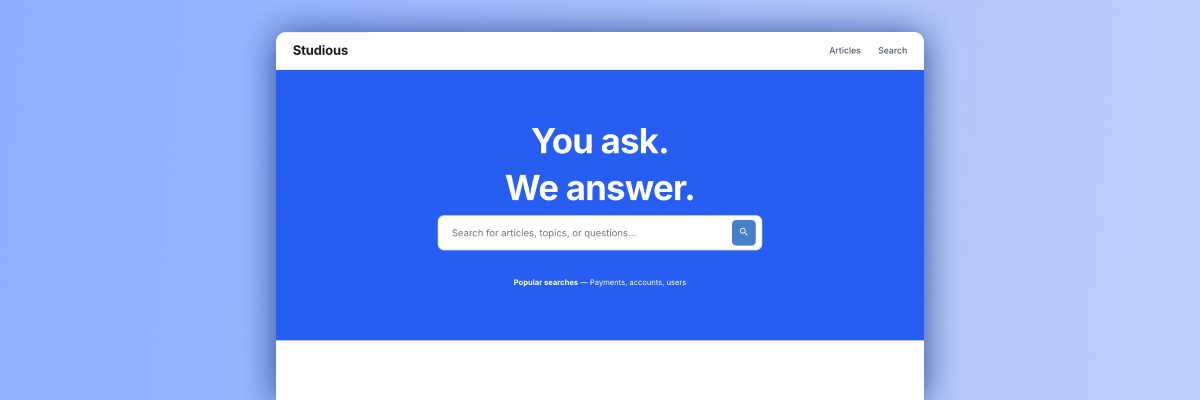 Studious
Articles
Search
You ask.
We answer.
Search for articles, topics, or questions...
Popular searches — Payments, accounts, users